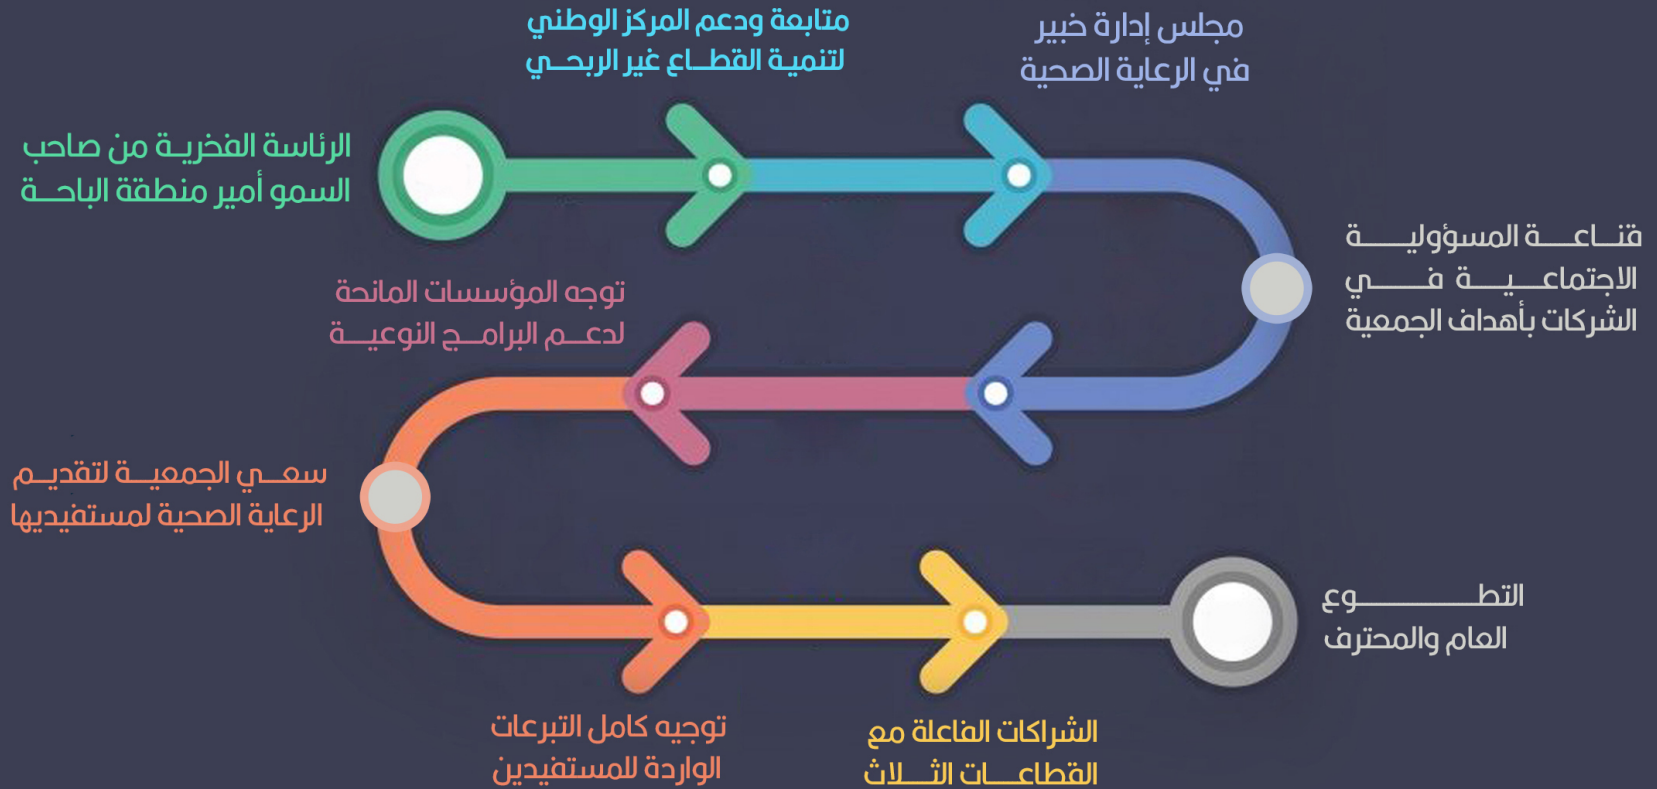 الرئاسة الفخرية من صاحب
السمو أمير منطقة الباحة
متابعة ودعم المركز الوطني
لتنمية القطاع غير الربحي
مجلس إدارة خبير
في الرعاية الصحية
قناعة المسؤولية
الاجتماعية في
الشركات بأهداف الجمعية
توجه المؤسسات المانحة
لدعم البرامج النوعية
سعي الجمعية لتقديم
الرعاية الصحية لمستفيديها
توجيه كامل التبرعات
الواردة للمستفيدين
الشراكات الفاعلة مع
القطاعات الثلاث
التطوع
العام والمحترف